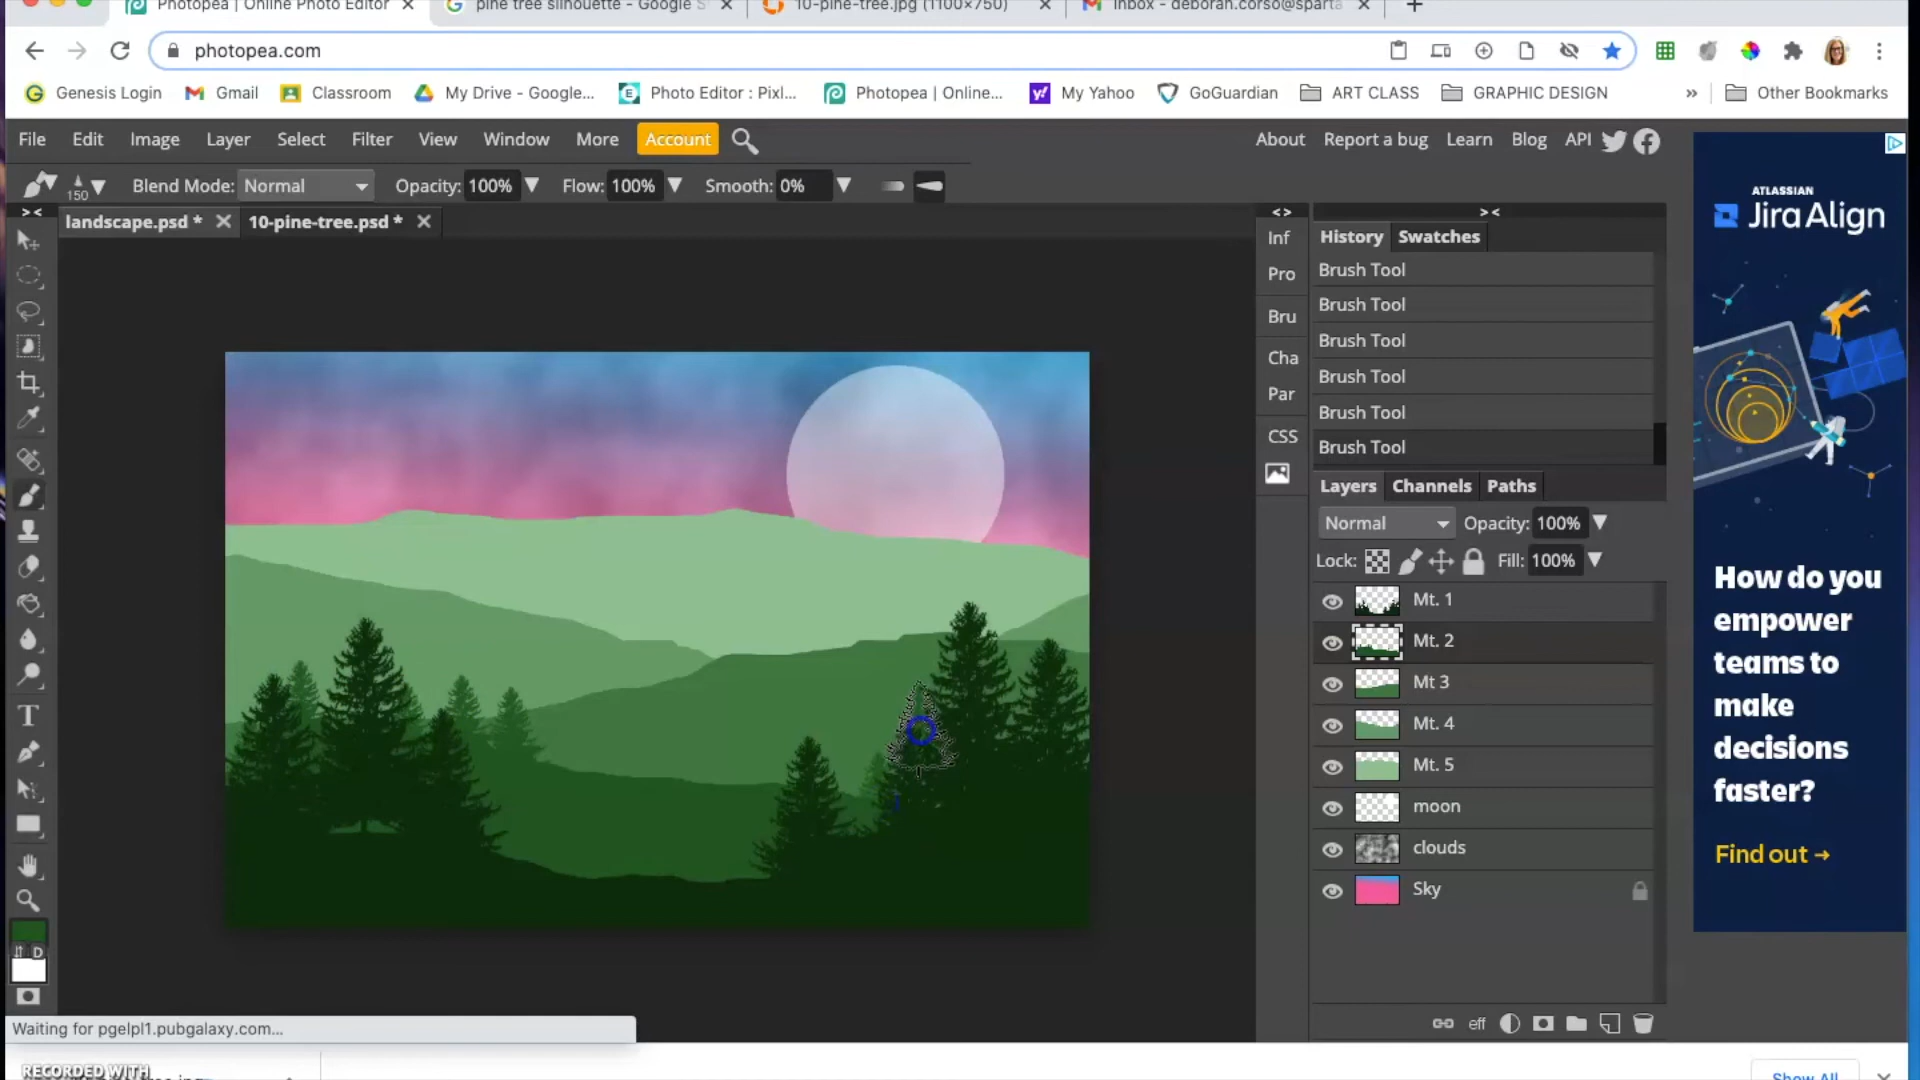 Photopea | Online Photo Editor
pine tree silhouette - Google S
10-pine-tree.jpg (1100×750)
Inbox - deborah.corso@sparta
photopea.com
Genesis Login
Gmail
Classroom
My Drive - Google...
Photo Editor : Pixl...
Photopea | Online...
My Yahoo
GoGuardian
ART CLASS
GRAPHIC DESIGN
»
Other Bookmarks
File Edit Image Layer Select Filter View Window More Account
About Report a bug Learn Blog API
150 Blend Mode: Normal Opacity: 100% Flow: 100% Smooth: 0%
landscape.psd *
10-pine-tree.psd *
Inf
Pro
Bru
Cha
Par
CSS
History Swatches
Brush Tool
Brush Tool
Brush Tool
Brush Tool
Brush Tool
Brush Tool
Layers Channels Paths
Normal Opacity: 100%
Lock: Fill: 100%
Mt. 1
Mt. 2
Mt 3
Mt. 4
Mt. 5
moon
clouds
Sky
eff
D
ATLASSIAN
Jira Align
How do you
empower
teams to
make
decisions
faster?
Find out →
Waiting for pgelpl1.pubgalaxy.com...
RECORDED WITH
Show All